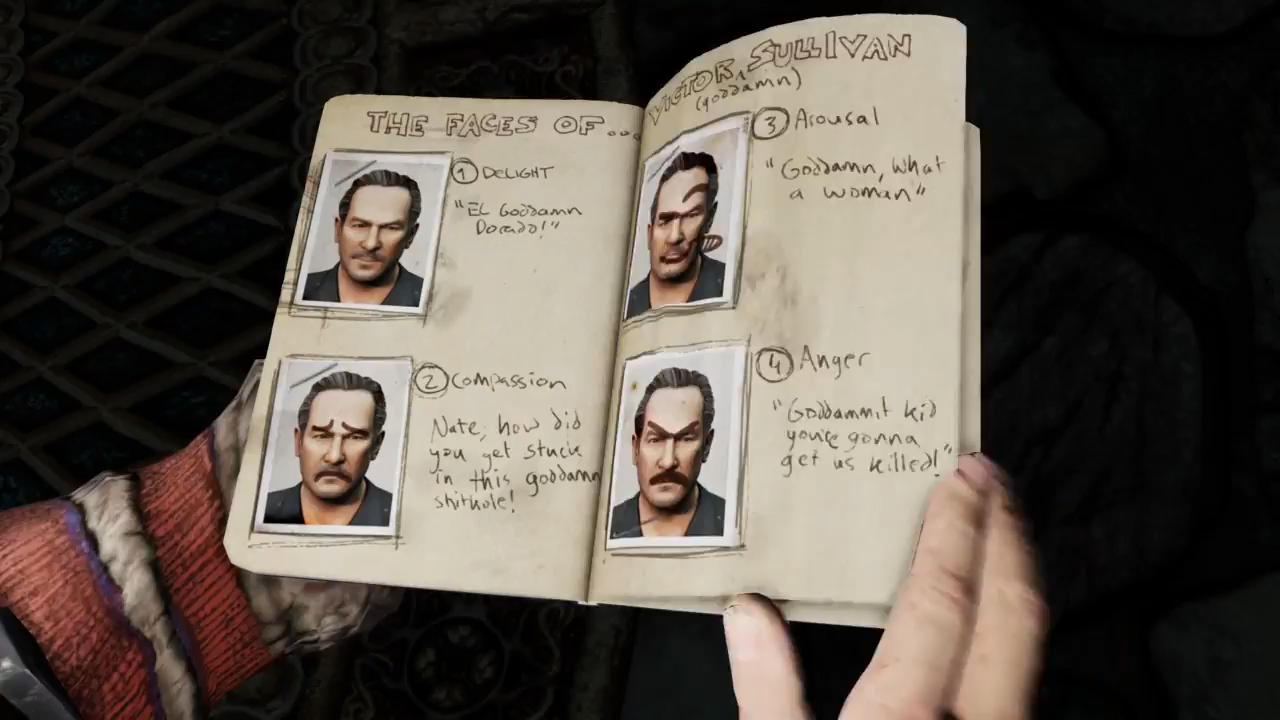 THE FACES OF...
① DELIGHT
"EL Goddamn
Dorado!"
② Compassion
Nate, how did
you get stuck
in this goddamn
shithole!
VICTOR ^ SULLIVAN
(goddamn)
③ Arousal
"Goddamn, what
a woman"
④ Anger
"Goddammit kid
you're gonna
get us killed!"